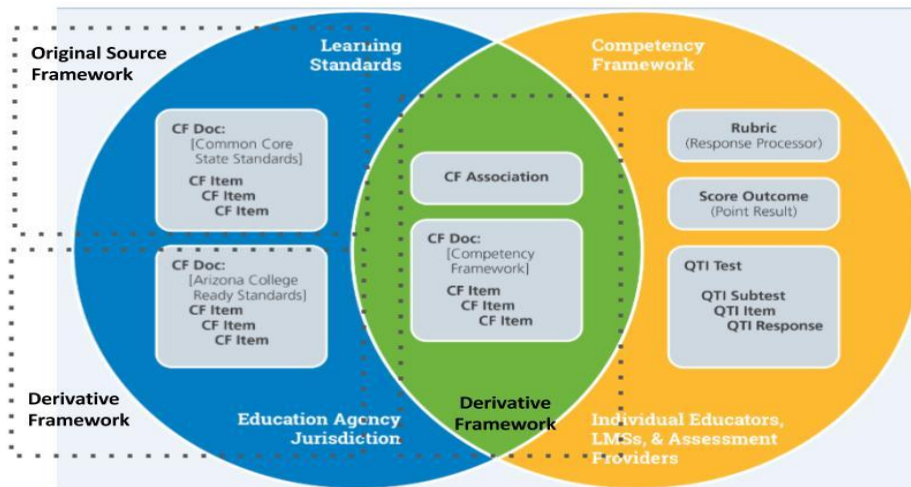 Original Source
Framework
Learning
Standards
Competency
Framework
CF Doc:
[Common Core
State Standards]
CF Item
CF Item
CF Item
CF Association
Rubric
(Response Processor)
Score Outcome
(Point Result)
CF Doc:
[Arizona College
Ready Standards]
CF Item
CF Item
CF Item
CF Doc:
[Competency
Framework]
CF Item
CF Item
CF Item
QTI Test
QTI Subtest
QTI Item
QTI Response
Derivative
Framework
Education Agency
Jurisdiction
Derivative
Framework
Individual Educators,
LMSs, & Assessment
Providers